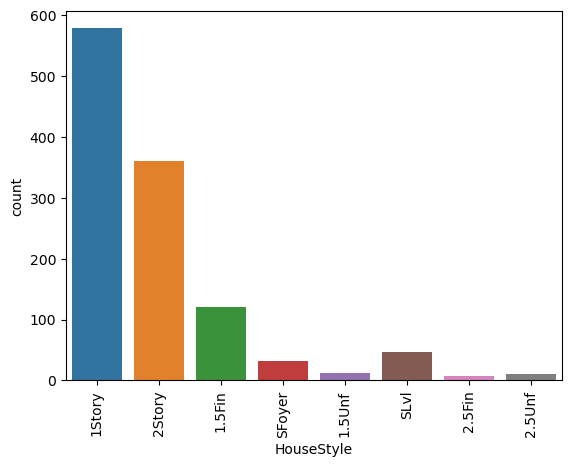 600
500
400
300
200
100
0
count
1Story
2Story
1.5Fin
SFoyer
1.5Unf
SLvl
2.5Fin
2.5Unf
HouseStyle